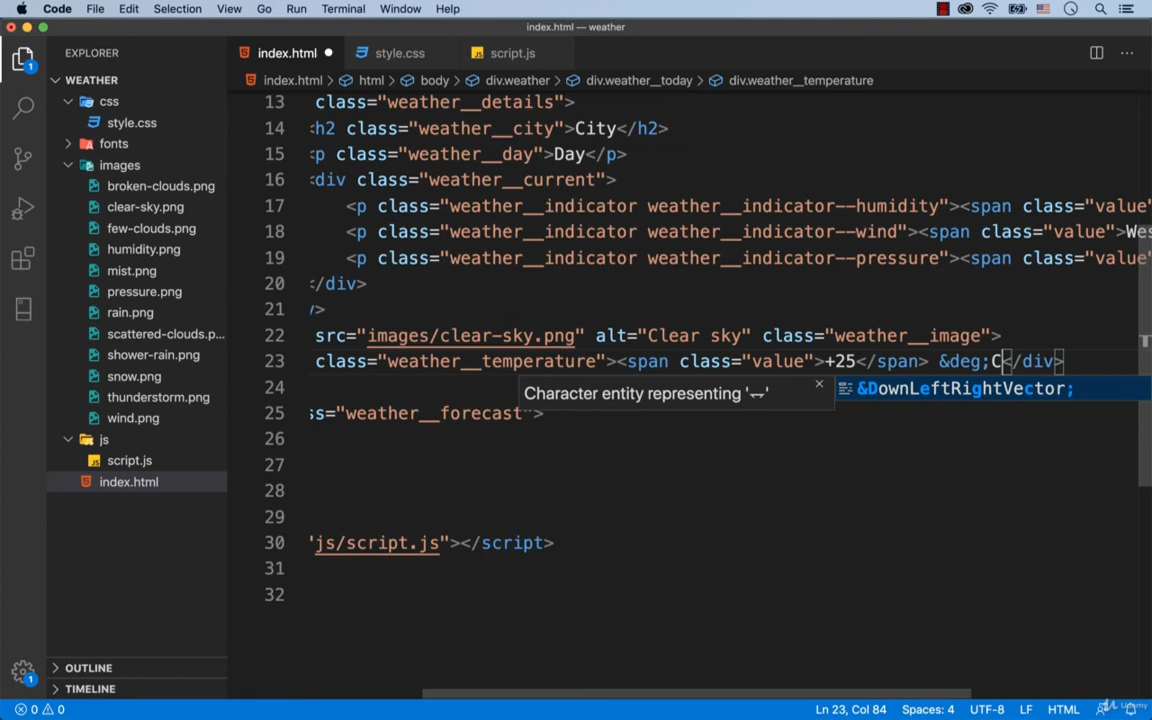 Code File Edit Selection View Go Run Terminal Window Help
index.html — weather
EXPLORER
index.html
style.css
script.js
WEATHER
index.html > html > body > div.weather > div.weather__today > div.weather__temperature
css
style.css
fonts
images
broken-clouds.png
clear-sky.png
few-clouds.png
humidity.png
mist.png
pressure.png
rain.png
scattered-clouds.p...
shower-rain.png
snow.png
thunderstorm.png
wind.png
js
script.js
index.html
OUTLINE
TIMELINE
1
1
13 class="weather__details">
14 <h2 class="weather__city">City</h2>
15 <p class="weather__day">Day</p>
16 <div class="weather__current">
17 <p class="weather__indicator weather__indicator--humidity"><span class="value"
18 <p class="weather__indicator weather__indicator--wind"><span class="value">Wes
19 <p class="weather__indicator weather__indicator--pressure"><span class="value"
20 </div>
21 />
22 src="images/clear-sky.png" alt="Clear sky" class="weather__image">
23 class="weather__temperature"><span class="value">+25</span> &deg;C</div>
24
Character entity representing '⥐'
&DownLeftRightVector;
25 ss="weather__forecast">
26
27
28
29
30 "js/script.js"></script>
31
32
0 0
Ln 23, Col 84 Spaces: 4 UTF-8 LF HTML
Udemy